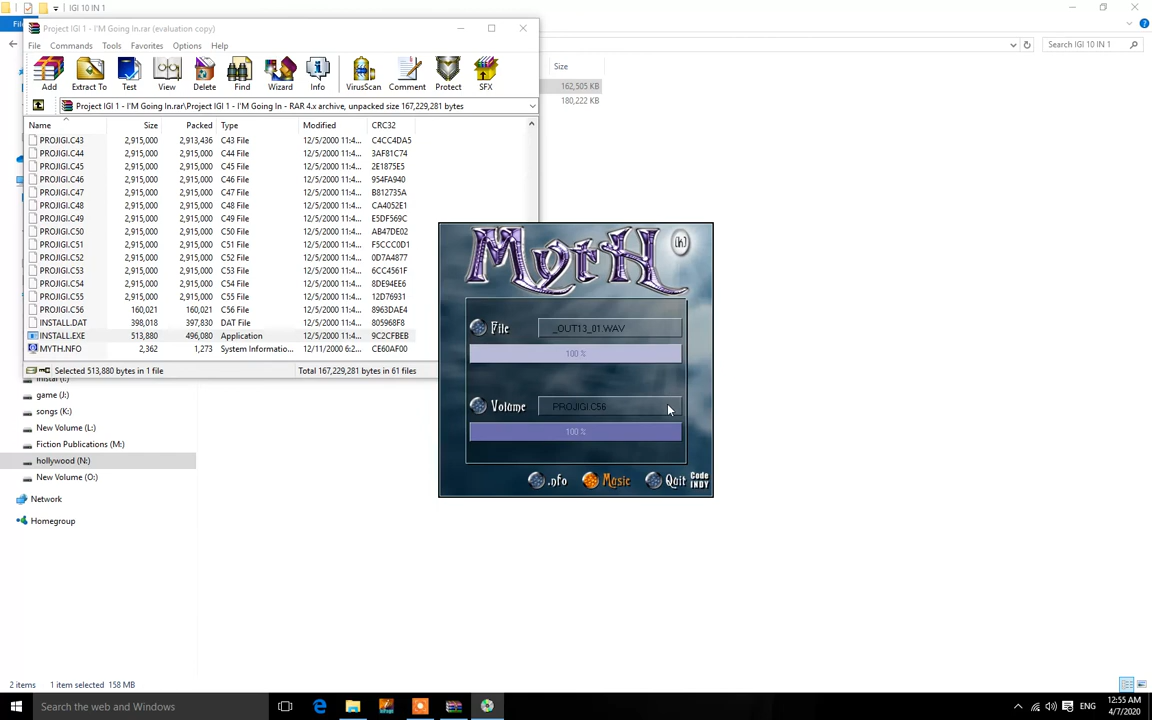 IGI 10 IN 1
Project IGI 1 - I'M Going In.rar (evaluation copy)
File Commands Tools Favorites Options Help
Search IGI 10 IN 1
Add Extract To Test View Delete Find Wizard Info VirusScan Comment Protect SFX
Size
162,505 KB
180,222 KB
Project IGI 1 - I'M Going In.rar\Project IGI 1 - I'M Going In - RAR 4.x archive, unpacked size 167,229,281 bytes
Name Size Packed Type Modified CRC32
PROJIGI.C43 2,915,000 2,913,436 C43 File 12/5/2000 11:4... C4CC4DA5
PROJIGI.C44 2,915,000 2,915,000 C44 File 12/5/2000 11:4... 3AF81C74
PROJIGI.C45 2,915,000 2,915,000 C45 File 12/5/2000 11:4... 2E1875E5
PROJIGI.C46 2,915,000 2,915,000 C46 File 12/5/2000 11:4... 954FA940
PROJIGI.C47 2,915,000 2,915,000 C47 File 12/5/2000 11:4... B812735A
PROJIGI.C48 2,915,000 2,915,000 C48 File 12/5/2000 11:4... CA4052E1
PROJIGI.C49 2,915,000 2,915,000 C49 File 12/5/2000 11:4... E5DF569C
PROJIGI.C50 2,915,000 2,915,000 C50 File 12/5/2000 11:4... AB47DE02
PROJIGI.C51 2,915,000 2,915,000 C51 File 12/5/2000 11:4... F5CCC0D1
PROJIGI.C52 2,915,000 2,915,000 C52 File 12/5/2000 11:4... 0D7A4877
PROJIGI.C53 2,915,000 2,915,000 C53 File 12/5/2000 11:4... 6CC4561F
PROJIGI.C54 2,915,000 2,915,000 C54 File 12/5/2000 11:4... 8DE94EE6
PROJIGI.C55 2,915,000 2,915,000 C55 File 12/5/2000 11:4... 12D76931
PROJIGI.C56 160,021 160,021 C56 File 12/5/2000 11:4... 8963DAE4
INSTALL.DAT 398,018 397,830 DAT File 12/5/2000 11:4... 805968F8
INSTALL.EXE 513,880 496,080 Application 12/5/2000 11:4... 9C2CFBEB
MYTH.NFO 2,362 1,273 System Informatio... 12/11/2000 6:2... CE60AF00
Selected 513,880 bytes in 1 file Total 167,229,281 bytes in 61 files
MytH
File _OUT13_01.WAV
100 %
Volume PROJIGI.C56
100 %
.nfo Music Quit Code INDY
game (J:)
songs (K:)
New Volume (L:)
Fiction Publications (M:)
hollywood (N:)
New Volume (O:)
Network
Homegroup
2 items 1 item selected 158 MB
Search the web and Windows
ENG
12:55 AM
4/7/2020